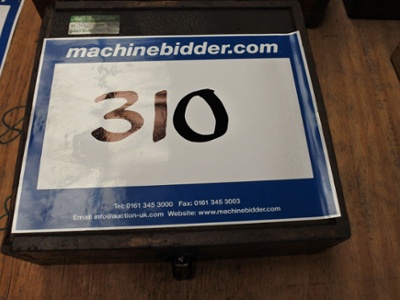 machinebidder.com
310
Tel: 0161 345 3000 Fax: 0161 345 3003
Email: info@auction-uk.com Website: www.machinebidder.com